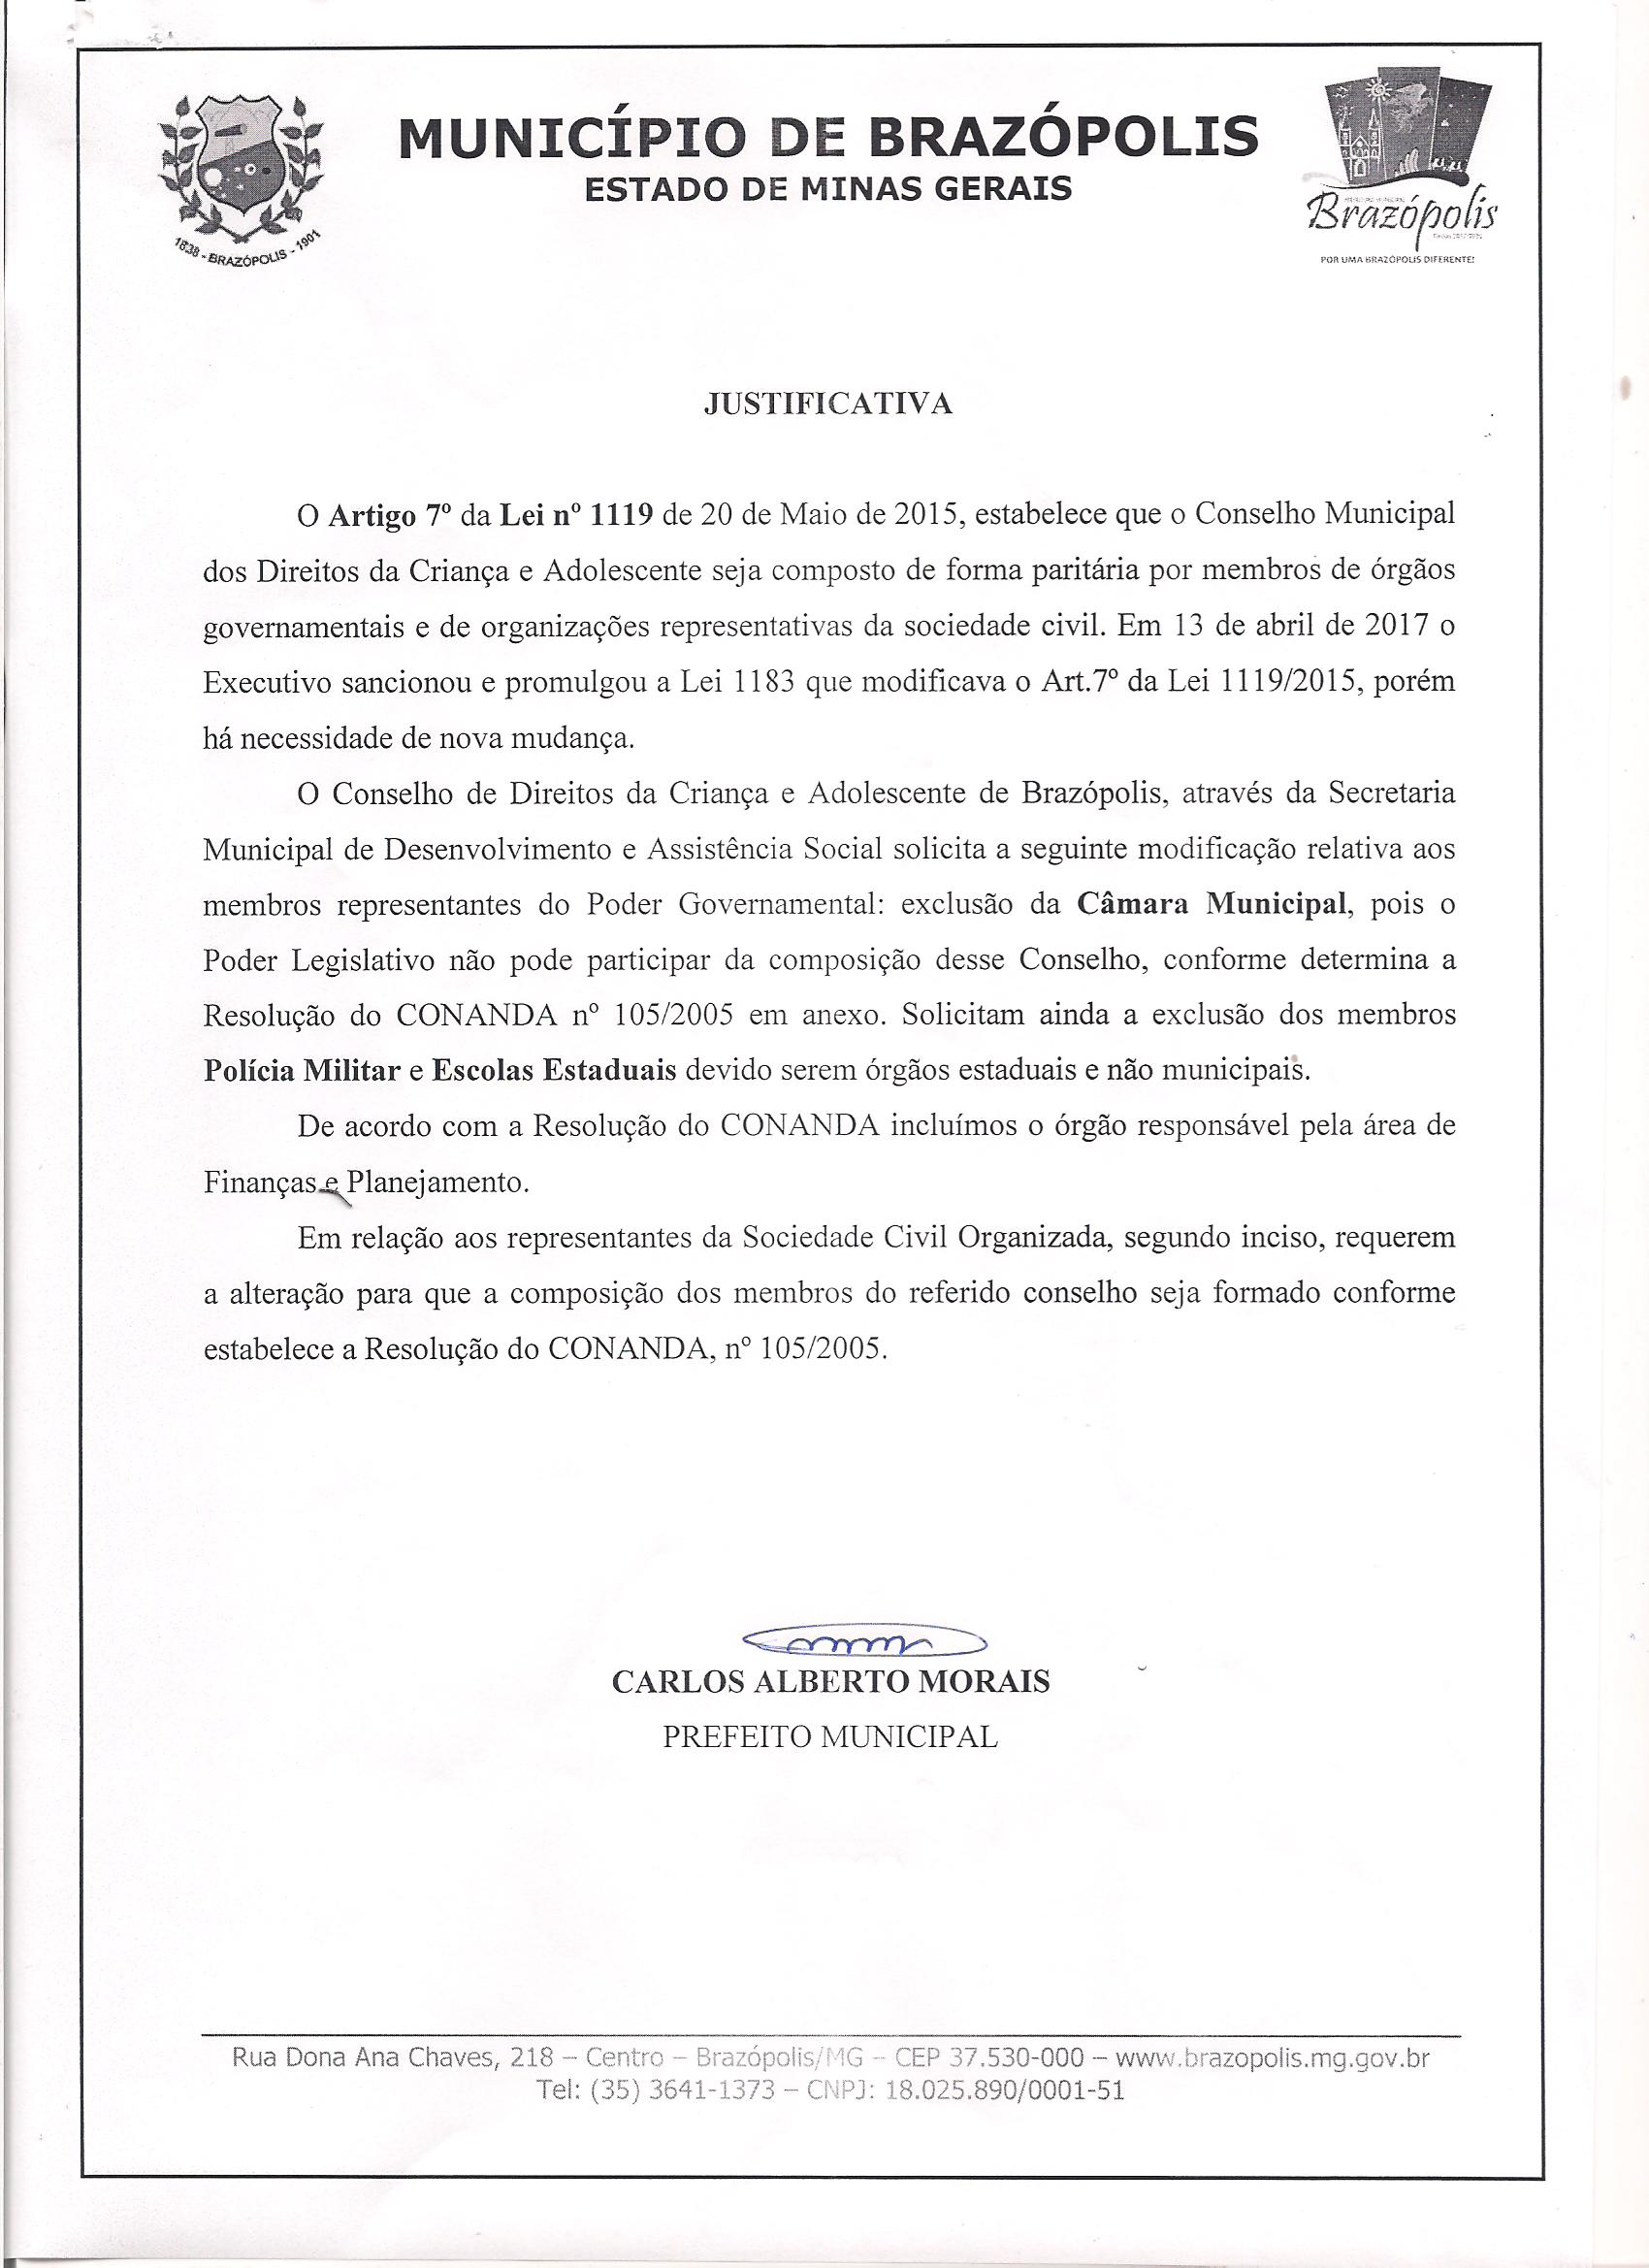 MUNICÍPIO DE BRAZÓPOLIS
ESTADO DE MINAS GERAIS
1838 - BRAZÓPOLIS - 1901
Brazópolis
POR UMA BRAZÓPOLIS DIFERENTE!
JUSTIFICATIVA
O Artigo 7º da Lei nº 1119 de 20 de Maio de 2015, estabelece que o Conselho Municipal
dos Direitos da Criança e Adolescente seja composto de forma paritária por membros de órgãos
governamentais e de organizações representativas da sociedade civil. Em 13 de abril de 2017 o
Executivo sancionou e promulgou a Lei 1183 que modificava o Art.7º da Lei 1119/2015, porém
há necessidade de nova mudança.
O Conselho de Direitos da Criança e Adolescente de Brazópolis, através da Secretaria
Municipal de Desenvolvimento e Assistência Social solicita a seguinte modificação relativa aos
membros representantes do Poder Governamental: exclusão da Câmara Municipal, pois o
Poder Legislativo não pode participar da composição desse Conselho, conforme determina a
Resolução do CONANDA nº 105/2005 em anexo. Solicitam ainda a exclusão dos membros
Polícia Militar e Escolas Estaduais devido serem órgãos estaduais e não municipais.
De acordo com a Resolução do CONANDA incluímos o órgão responsável pela área de
Finanças e Planejamento.
Em relação aos representantes da Sociedade Civil Organizada, segundo inciso, requerem
a alteração para que a composição dos membros do referido conselho seja formado conforme
estabelece a Resolução do CONANDA, nº 105/2005.
CARLOS ALBERTO MORAIS
PREFEITO MUNICIPAL
Rua Dona Ana Chaves, 218 – Centro – Brazópolis/MG – CEP 37.530-000 – www.brazopolis.mg.gov.br
Tel: (35) 3641-1373 – CNPJ: 18.025.890/0001-51